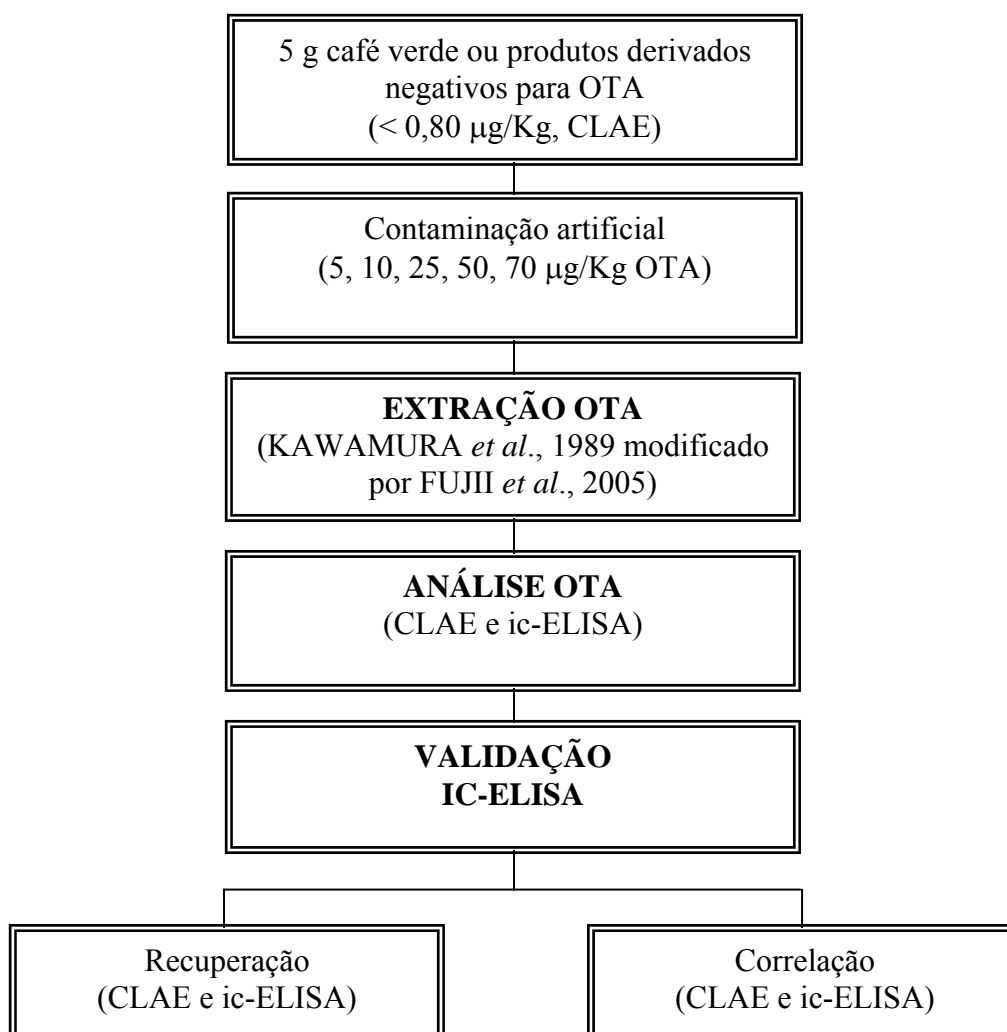 5 g café verde ou produtos derivados
negativos para OTA
(< 0,80 μg/Kg, CLAE)
Contaminação artificial
(5, 10, 25, 50, 70 μg/Kg OTA)
EXTRAÇÃO OTA
(KAWAMURA et al., 1989 modificado
por FUJII et al., 2005)
ANÁLISE OTA
(CLAE e ic-ELISA)
VALIDAÇÃO
IC-ELISA
Recuperação
(CLAE e ic-ELISA)
Correlação
(CLAE e ic-ELISA)